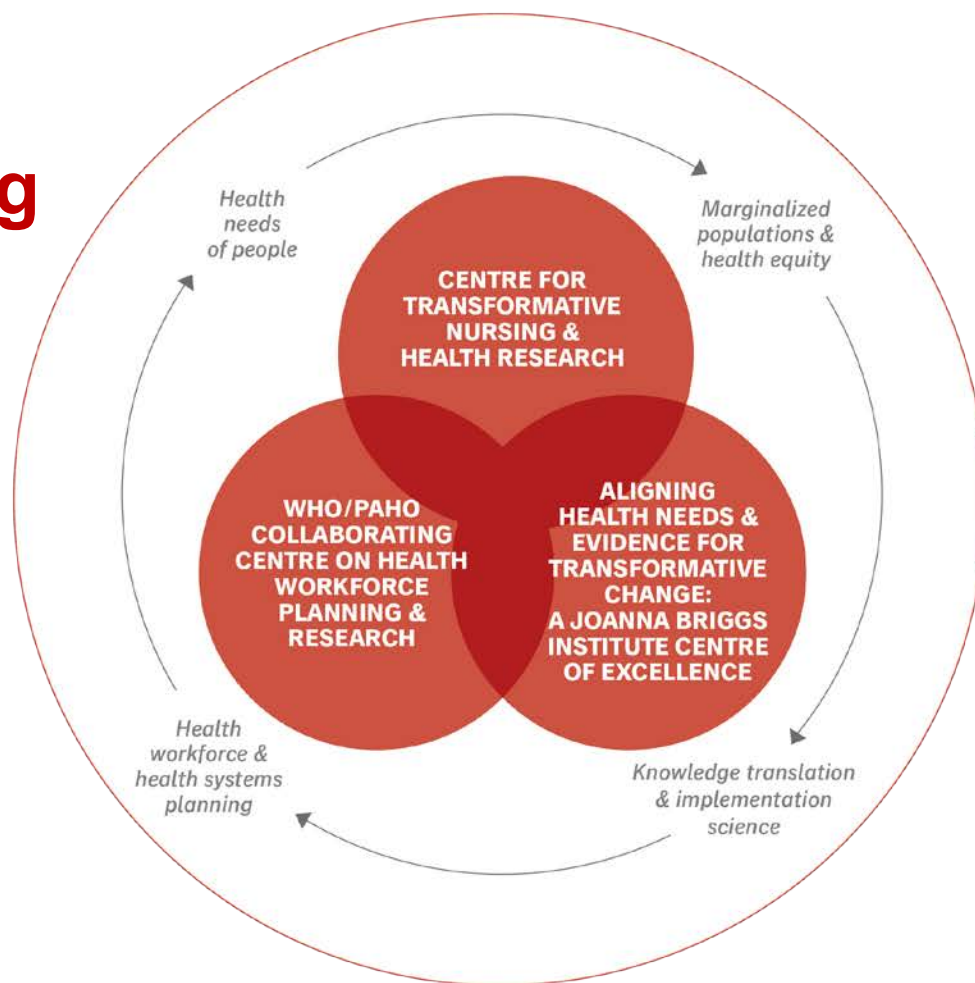 g
Health
needs
of people
Marginalized
populations &
health equity
CENTRE FOR
TRANSFORMATIVE
NURSING &
HEALTH RESEARCH
WHO/PAHO
COLLABORATING
CENTRE ON HEALTH
WORKFORCE
PLANNING &
RESEARCH
ALIGNING
HEALTH NEEDS &
EVIDENCE FOR
TRANSFORMATIVE
CHANGE:
A JOANNA BRIGGS
INSTITUTE CENTRE
OF EXCELLENCE
Health
workforce &
health systems
planning
Knowledge translation
& implementation
science